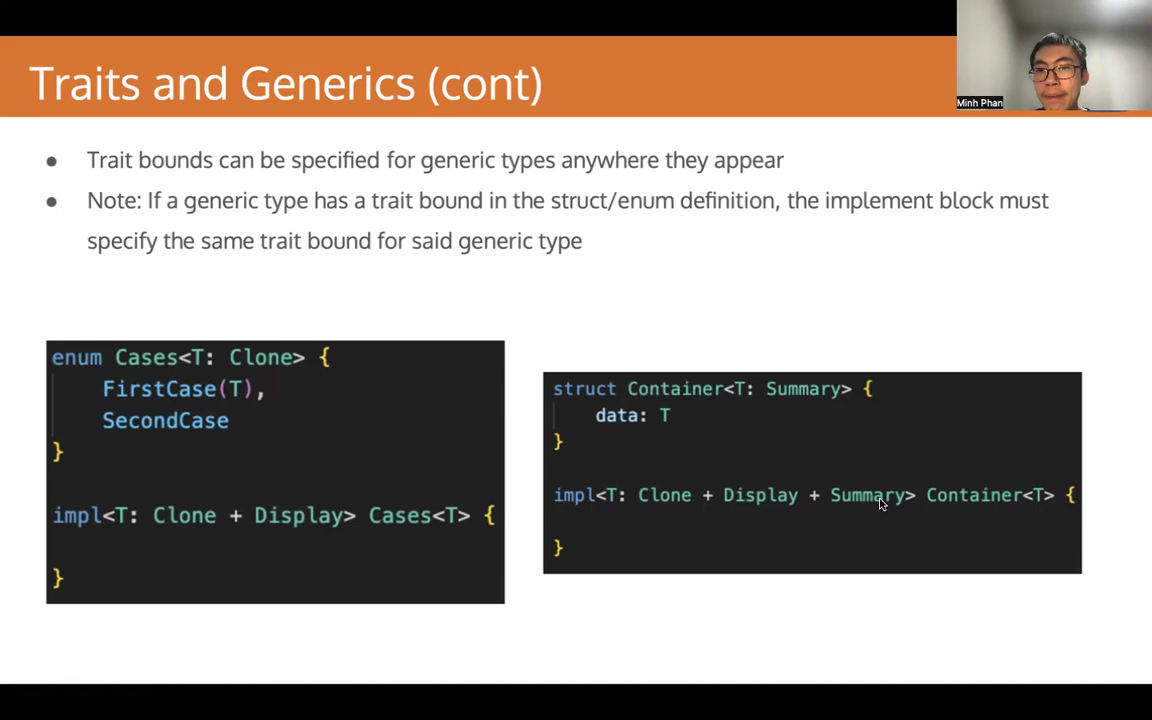 Traits and Generics (cont)
Minh Phan
● Trait bounds can be specified for generic types anywhere they appear
● Note: If a generic type has a trait bound in the struct/enum definition, the implement block must
specify the same trait bound for said generic type
enum Cases<T: Clone> {
FirstCase(T),
SecondCase
}
impl<T: Clone + Display> Cases<T> {
}
struct Container<T: Summary> {
data: T
}
impl<T: Clone + Display + Summary> Container<T> {
}